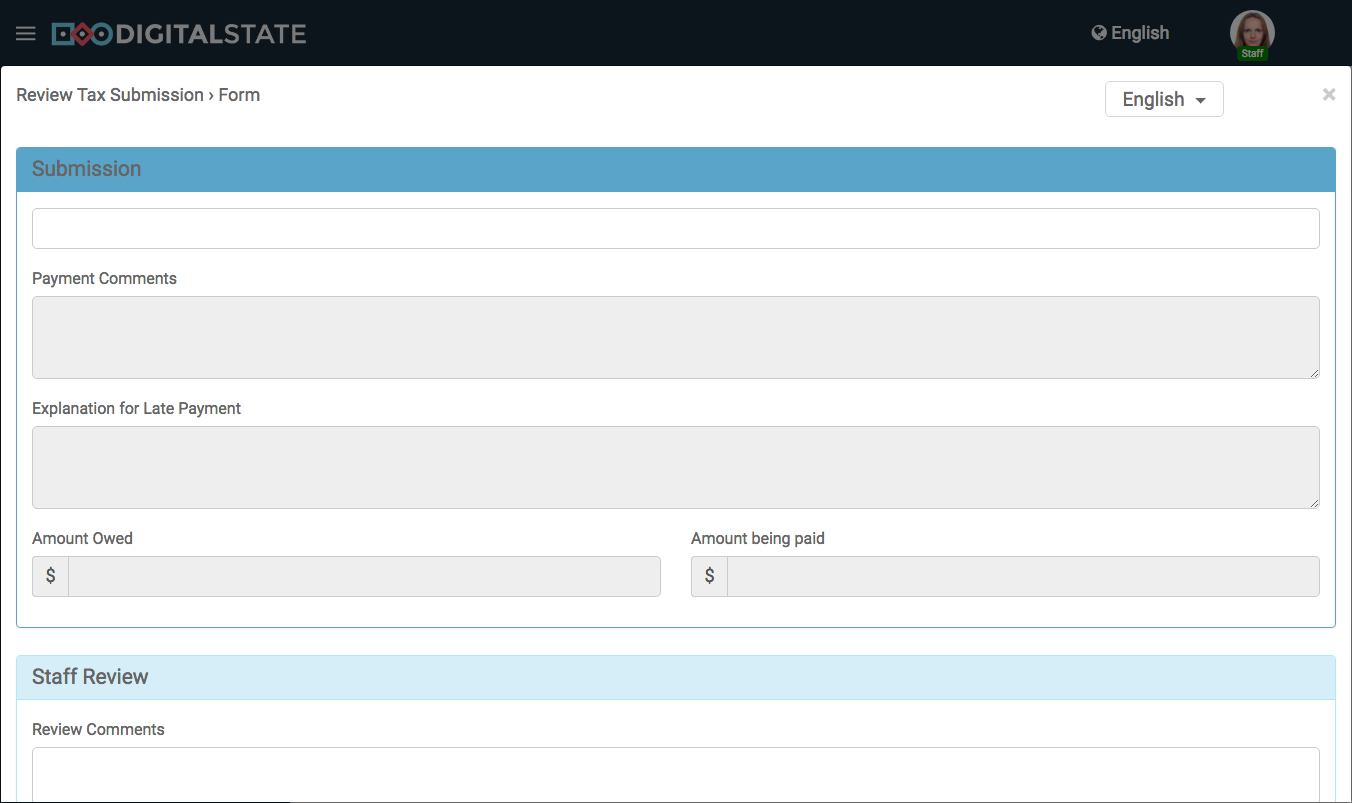 DIGITALSTATE
English
Staff
Review Tax Submission › Form
English
×
Submission
Payment Comments
Explanation for Late Payment
Amount Owed
Amount being paid
$
$
Staff Review
Review Comments